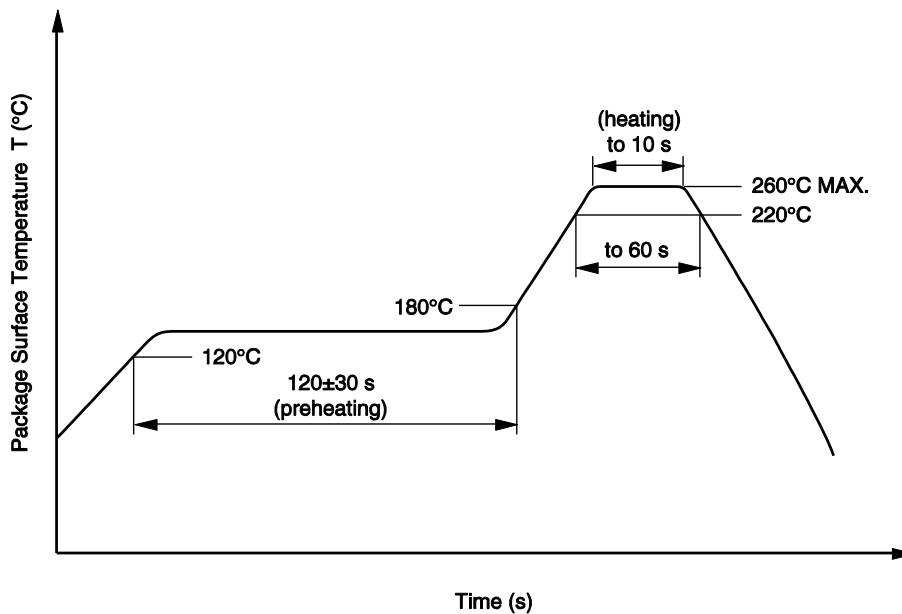 Package Surface Temperature T (°C)
(heating)
to 10 s
260°C MAX.
220°C
to 60 s
180°C
120°C
120±30 s
(preheating)
Time (s)